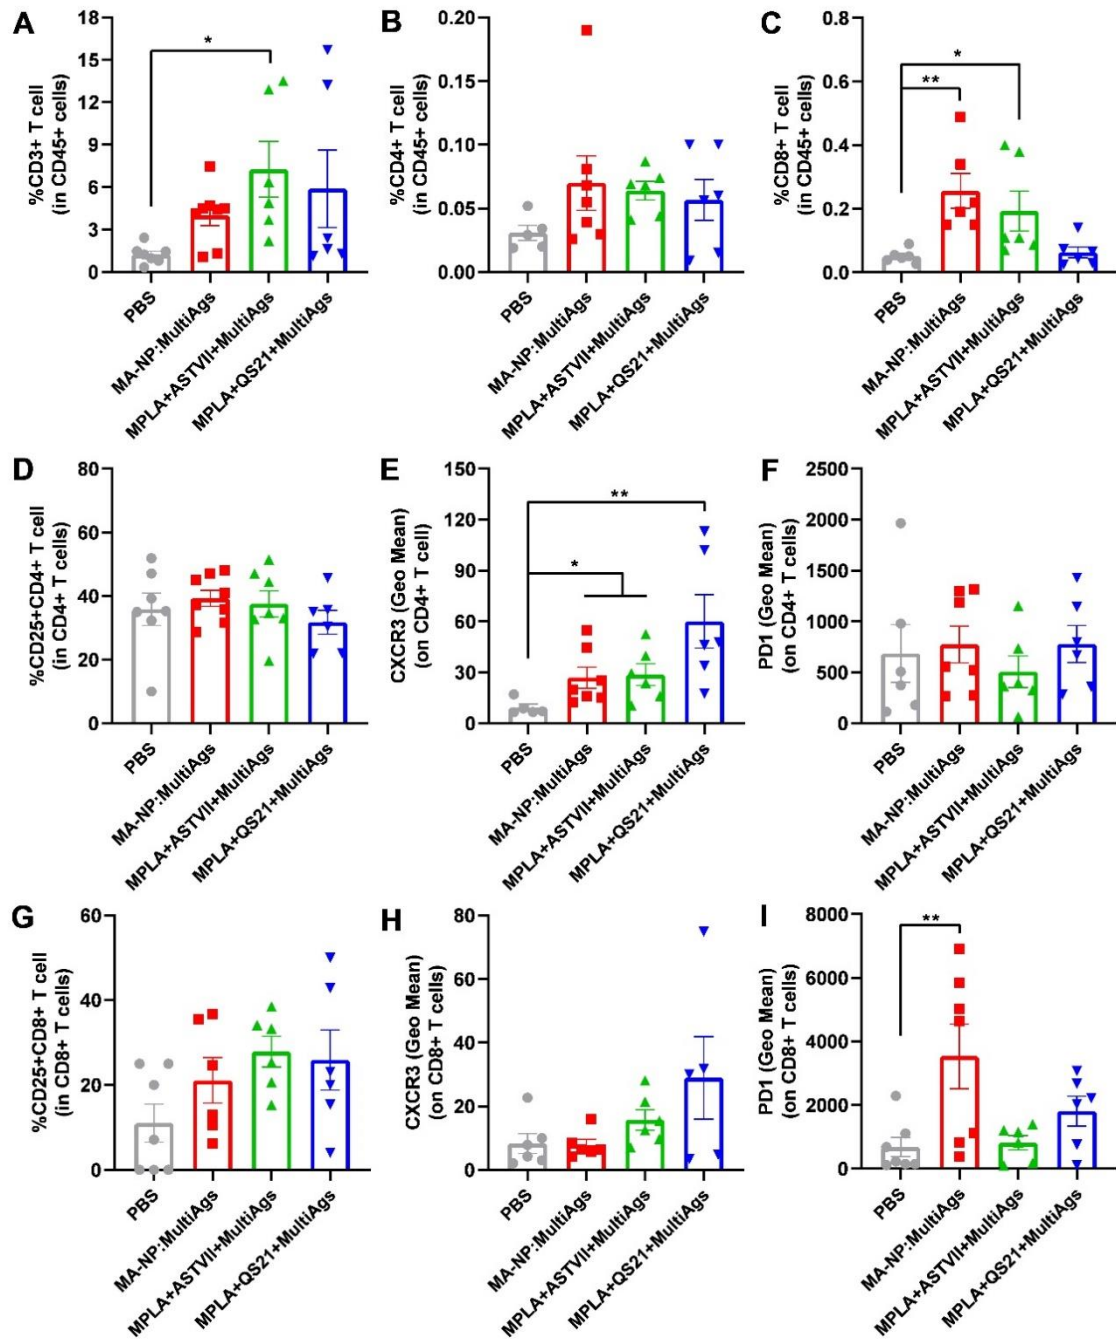 A
%CD3+ T cell
(in CD45+ cells)
18
15
12
9
6
3
0
*
PBS
MA-NP:MultiAgs
MPLA+ASTVII+MultiAgs
MPLA+QS21+MultiAgs
B
%CD4+ T cell
(in CD45+ cells)
0.20
0.15
0.10
0.05
0.00
PBS
MA-NP:MultiAgs
MPLA+ASTVII+MultiAgs
MPLA+QS21+MultiAgs
C
%CD8+ T cell
(in CD45+ cells)
0.8
0.6
0.4
0.2
0.0
*
**
PBS
MA-NP:MultiAgs
MPLA+ASTVII+MultiAgs
MPLA+QS21+MultiAgs
D
%CD25+CD4+ T cell
(in CD4+ T cells)
80
60
40
20
0
PBS
MA-NP:MultiAgs
MPLA+ASTVII+MultiAgs
MPLA+QS21+MultiAgs
E
CXCR3 (Geo Mean)
(on CD4+ T cell)
150
120
90
60
30
0
**
*
PBS
MA-NP:MultiAgs
MPLA+ASTVII+MultiAgs
MPLA+QS21+MultiAgs
F
PD1 (Geo Mean)
(on CD4+ T cells)
2500
2000
1500
1000
500
0
PBS
MA-NP:MultiAgs
MPLA+ASTVII+MultiAgs
MPLA+QS21+MultiAgs
G
%CD25+CD8+ T cell
(in CD8+ T cells)
60
40
20
0
PBS
MA-NP:MultiAgs
MPLA+ASTVII+MultiAgs
MPLA+QS21+MultiAgs
H
CXCR3 (Geo Mean)
(on CD8+ T cells)
80
60
40
20
0
PBS
MA-NP:MultiAgs
MPLA+ASTVII+MultiAgs
MPLA+QS21+MultiAgs
I
PD1 (Geo Mean)
(on CD8+ T cells)
8000
6000
4000
2000
0
**
PBS
MA-NP:MultiAgs
MPLA+ASTVII+MultiAgs
MPLA+QS21+MultiAgs